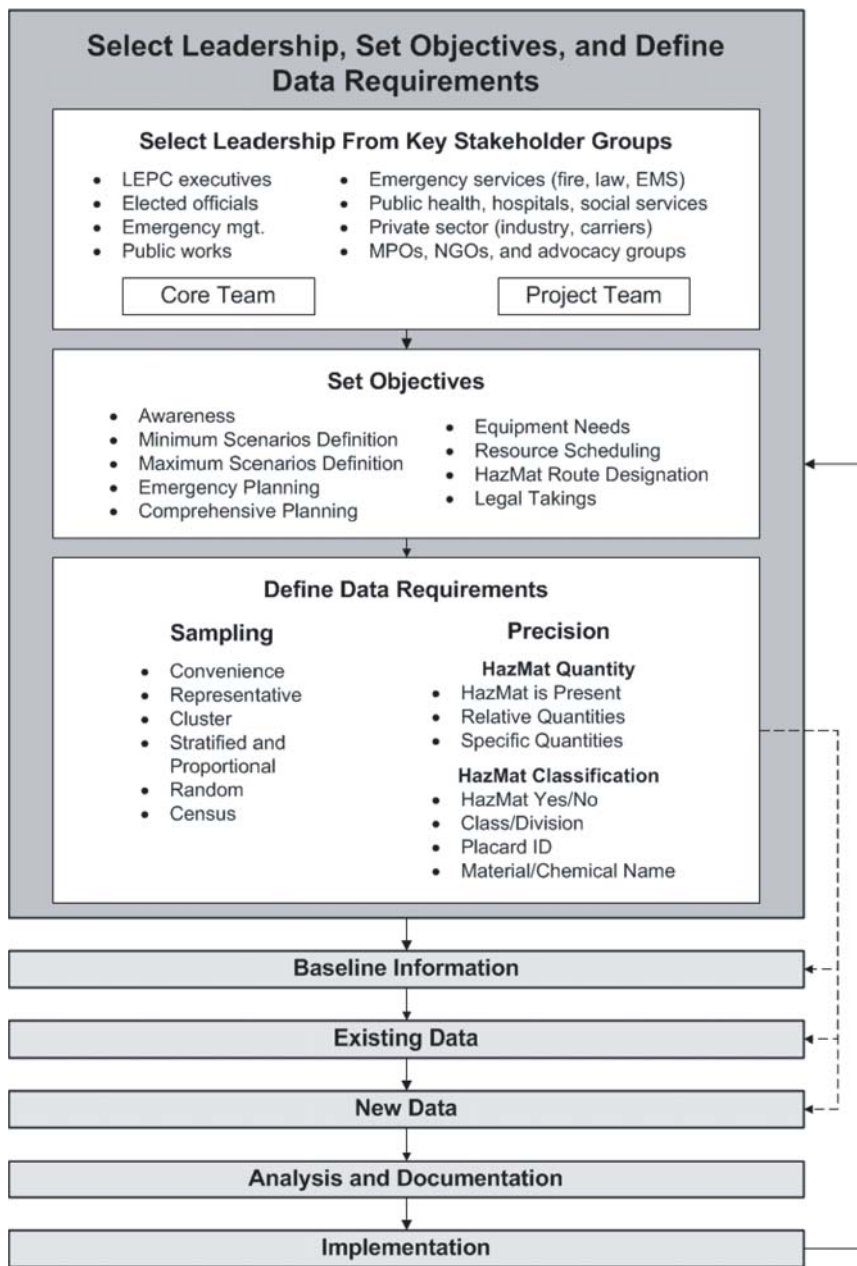 Select Leadership, Set Objectives, and Define
Data Requirements
Select Leadership From Key Stakeholder Groups
• LEPC executives
• Elected officials
• Emergency mgt.
• Public works
• Emergency services (fire, law, EMS)
• Public health, hospitals, social services
• Private sector (industry, carriers)
• MPOs, NGOs, and advocacy groups
Core Team
Project Team
Set Objectives
• Awareness
• Minimum Scenarios Definition
• Maximum Scenarios Definition
• Emergency Planning
• Comprehensive Planning
• Equipment Needs
• Resource Scheduling
• HazMat Route Designation
• Legal Takings
Define Data Requirements
Sampling
• Convenience
• Representative
• Cluster
• Stratified and
Proportional
• Random
• Census
Precision
HazMat Quantity
• HazMat is Present
• Relative Quantities
• Specific Quantities
HazMat Classification
• HazMat Yes/No
• Class/Division
• Placard ID
• Material/Chemical Name
Baseline Information
Existing Data
New Data
Analysis and Documentation
Implementation